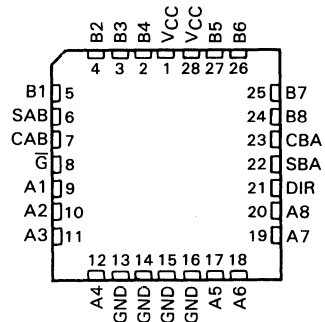 B2 B3 B4 VCC VCC B5 B6
4 3 2 1 28 27 26
B1 5 25 B7
SAB 6 24 B8
CAB 7 23 CBA
G̅ 8 22 SBA
A1 9 21 DIR
A2 10 20 A8
A3 11 19 A7
12 13 14 15 16 17 18
A4 GND GND GND GND A5 A6